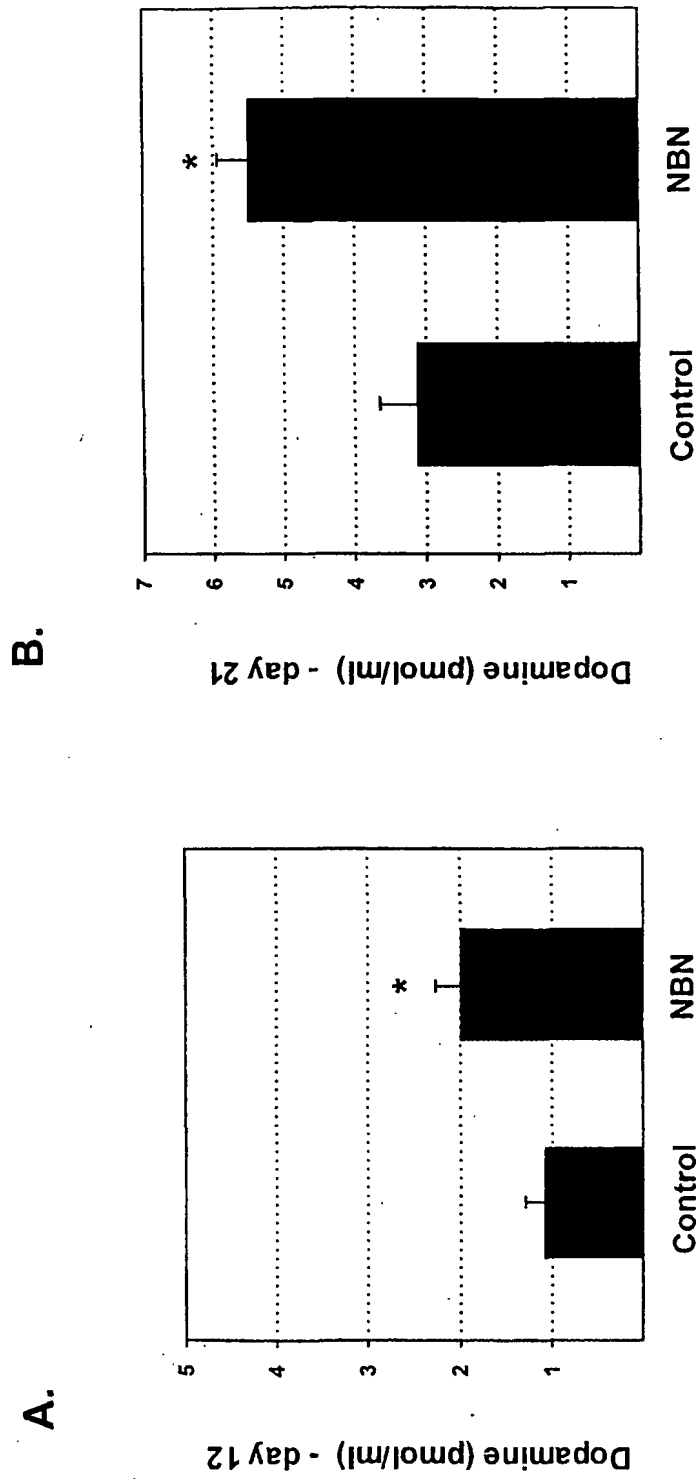 A.
Dopamine (pmol/ml) - day 12
5
4
3
2
1
*
Control
NBN
B.
Dopamine (pmol/ml) - day 21
7
6
5
4
3
2
1
*
Control
NBN